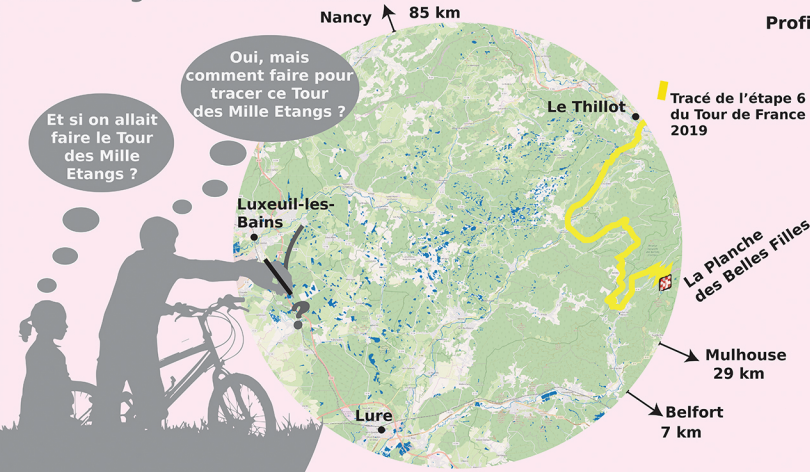 Nancy 85 km
Profi
Oui, mais
comment faire pour
tracer ce Tour
des Mille Etangs ?
Et si on allait
faire le Tour
des Mille
Etangs ?
Le Thillot
Tracé de l'étape 6
du Tour de France
2019
Luxeuil-les-
Bains
La Planche
des Belles Filles
?
Mulhouse
29 km
Belfort
7 km
Lure